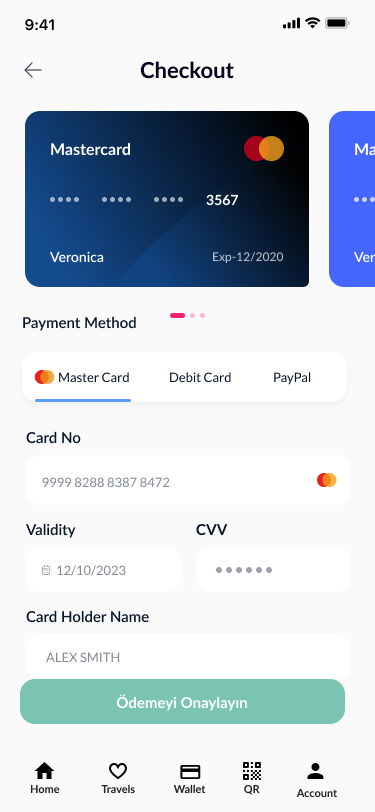 9:41
Checkout
Mastercard
Ma
3567
Veronica
Exp-12/2020
Ver
Payment Method
Master Card
Debit Card
PayPal
Card No
9999 8288 8387 8472
Validity
CVV
12/10/2023
Card Holder Name
ALEX SMITH
Ödemeyi Onaylayın
Home
Travels
Wallet
QR
Account